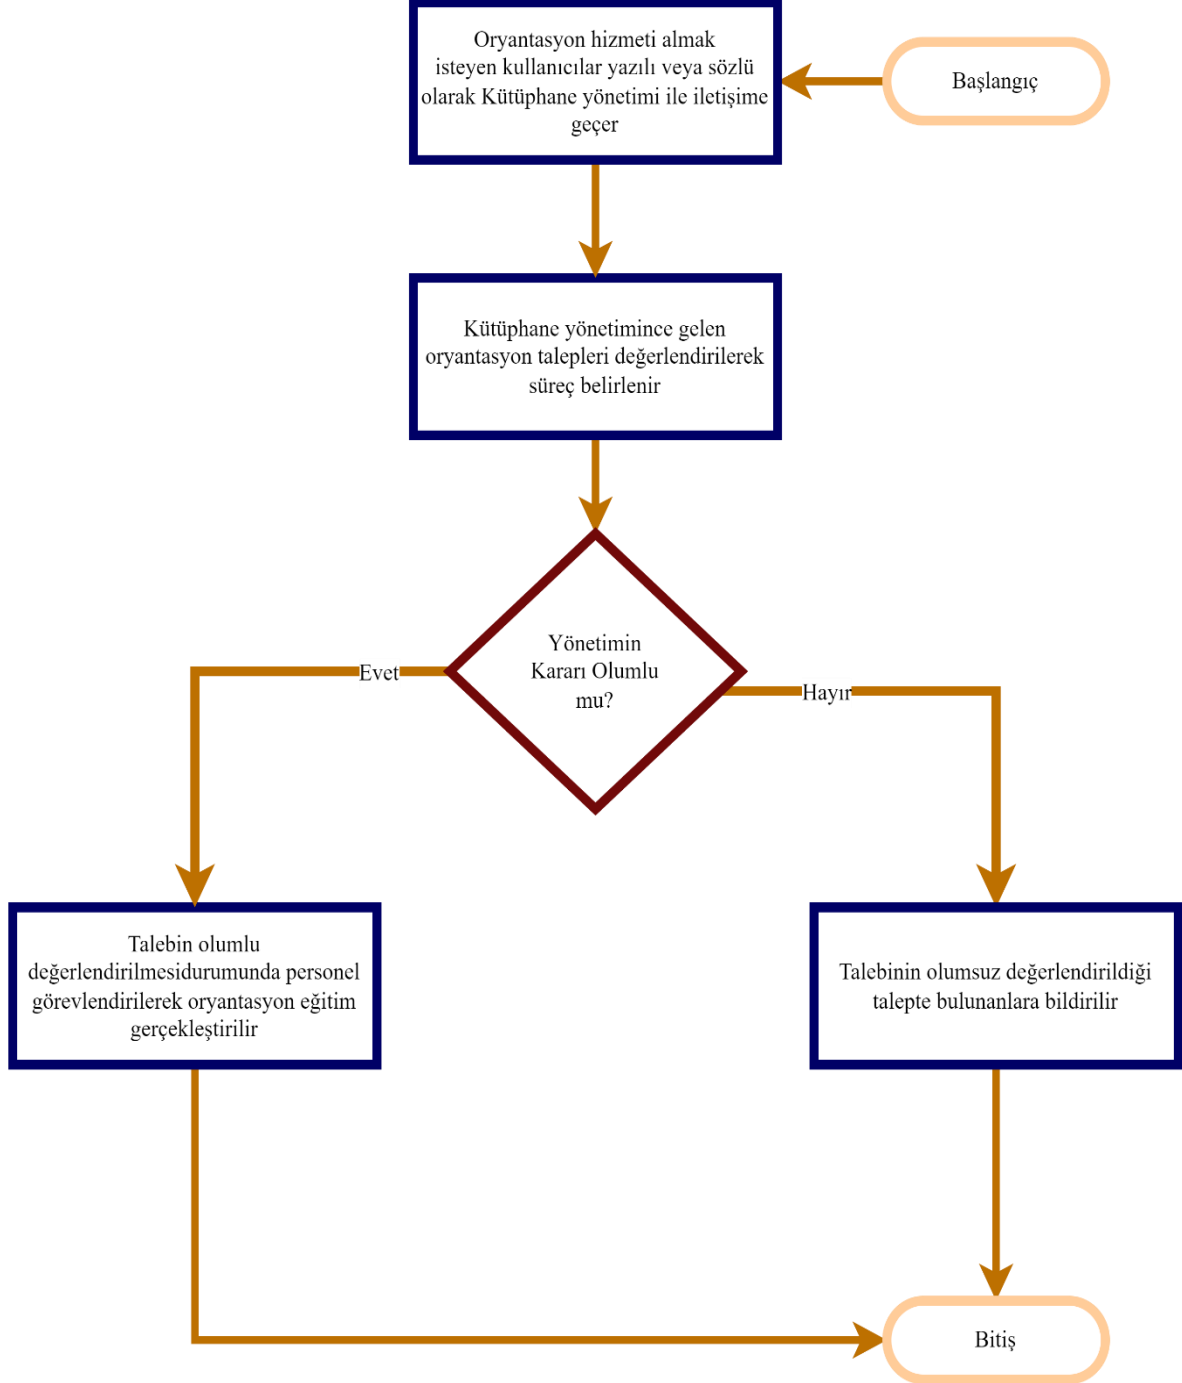 Başlangıç
Oryantasyon hizmeti almak
isteyen kullanıcılar yazılı veya sözlü
olarak Kütüphane yönetimi ile iletişime
geçer
Kütüphane yönetimince gelen
oryantasyon talepleri değerlendirilerek
süreç belirlenir
Yönetimin
Kararı Olumlu
mu?
Evet
Hayır
Talebin olumlu
değerlendirilmesidurumunda personel
görevlendirilerek oryantasyon eğitim
gerçekleştirilir
Talebinin olumsuz değerlendirildiği
talepte bulunanlara bildirilir
Bitiş